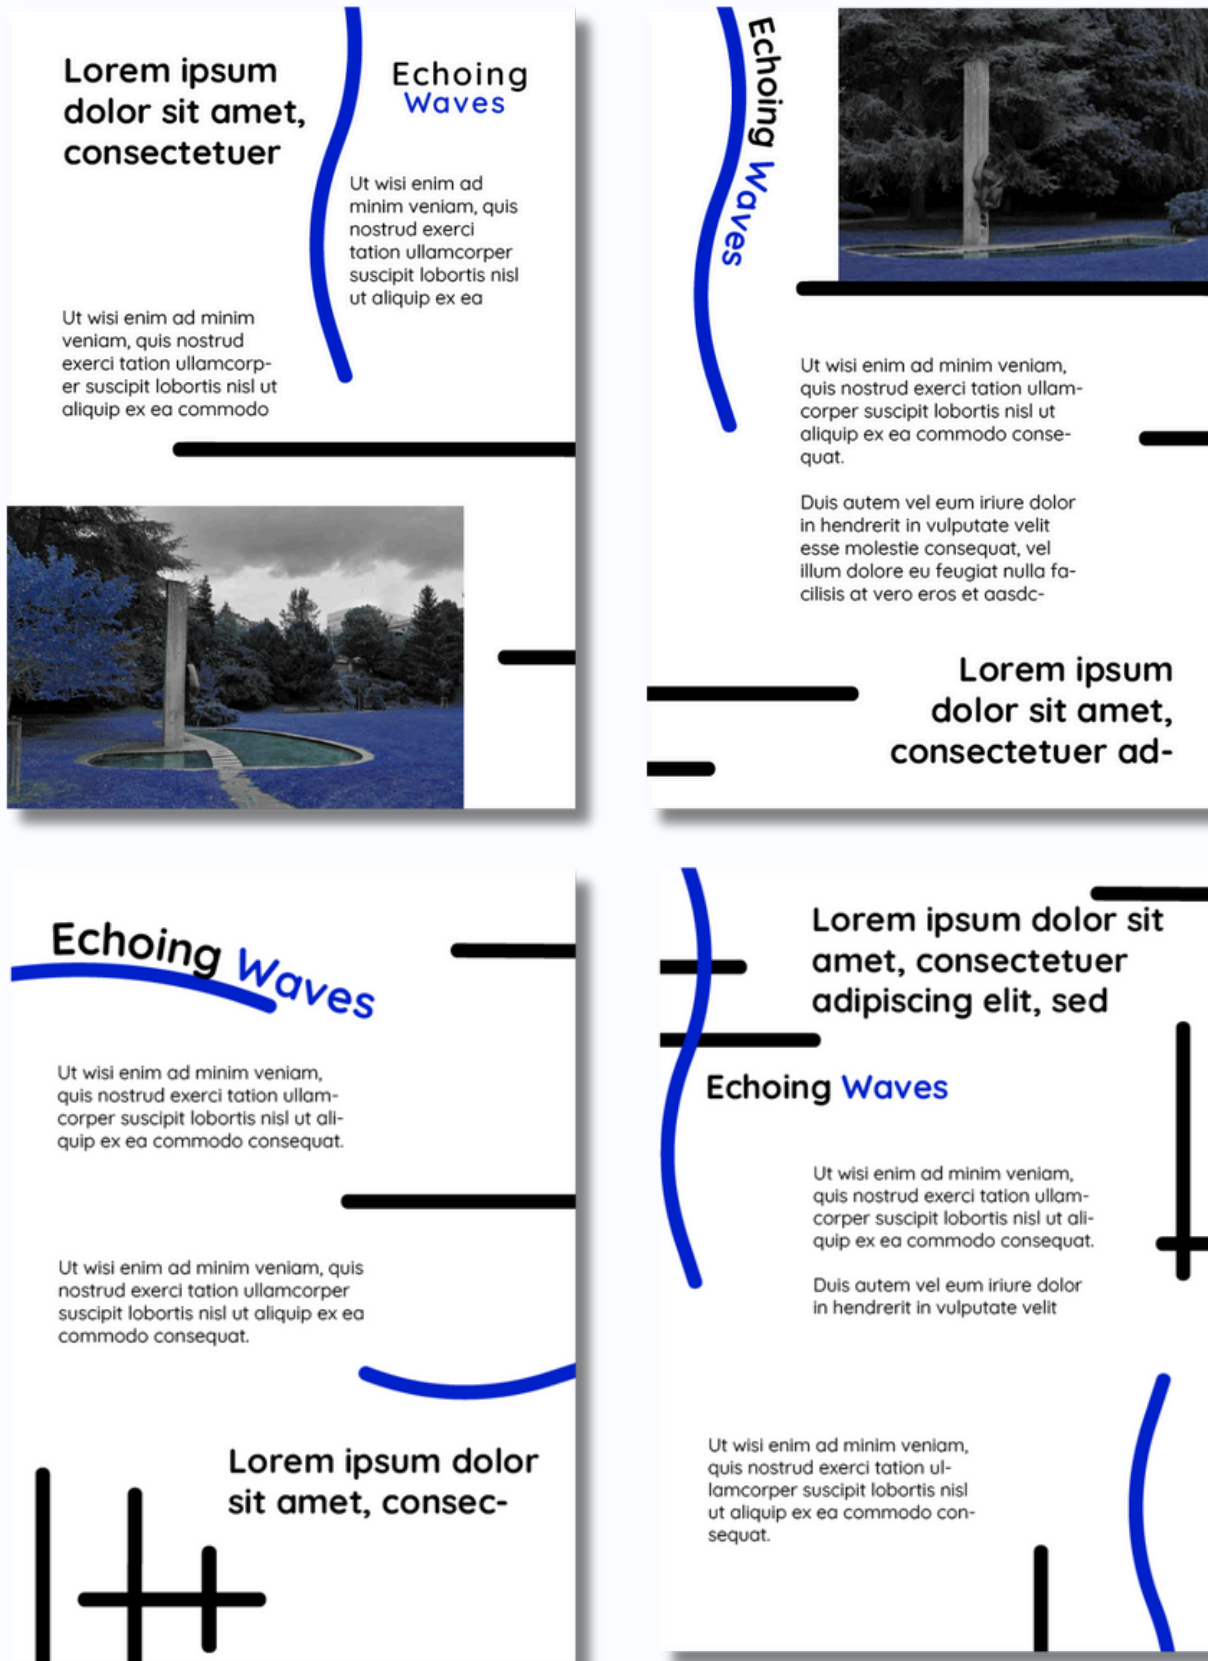 Lorem ipsum
dolor sit amet,
consectetuer
Echoing
Waves
Ut wisi enim ad
minim veniam, quis
nostrud exerci
tation ullamcorper
suscipit lobortis nisl
ut aliquip ex ea
Ut wisi enim ad minim
veniam, quis nostrud
exerci tation ullamcorp-
er suscipit lobortis nisl ut
aliquip ex ea commodo
Echoing Waves
Ut wisi enim ad minim veniam,
quis nostrud exerci tation ullam-
corper suscipit lobortis nisl ut
aliquip ex ea commodo conse-
quat.
Duis autem vel eum iriure dolor
in hendrerit in vulputate velit
esse molestie consequat, vel
illum dolore eu feugiat nulla fa-
cilisis at vero eros et aasdc-
Lorem ipsum
dolor sit amet,
consectetuer ad-
Echoing Waves
Ut wisi enim ad minim veniam,
quis nostrud exerci tation ullam-
corper suscipit lobortis nisl ut ali-
quip ex ea commodo consequat.
Ut wisi enim ad minim veniam, quis
nostrud exerci tation ullamcorper
suscipit lobortis nisl ut aliquip ex ea
commodo consequat.
Lorem ipsum dolor
sit amet, consec-
Lorem ipsum dolor sit
amet, consectetuer
adipiscing elit, sed
Echoing Waves
Ut wisi enim ad minim veniam,
quis nostrud exerci tation ullam-
corper suscipit lobortis nisl ut ali-
quip ex ea commodo consequat.
Duis autem vel eum iriure dolor
in hendrerit in vulputate velit
Ut wisi enim ad minim veniam,
quis nostrud exerci tation ul-
lamcorper suscipit lobortis nisl
ut aliquip ex ea commodo con-
sequat.